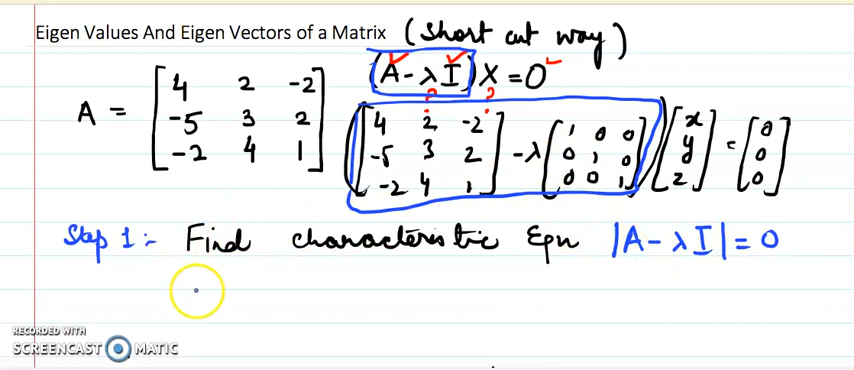 Eigen Values And Eigen Vectors of a Matrix (Short cut way)
(A - λI)X = 0
? ?
A = [4 2 -2
-5 3 2
-2 4 1]
([4 2 -2
-5 3 2
-2 4 1] - λ[1 0 0
0 1 0
0 0 1])[x
y
z] = [0
0
0]
Step 1:- Find characteristic Eqn |A - λI| = 0
RECORDED WITH
SCREENCAST MATIC